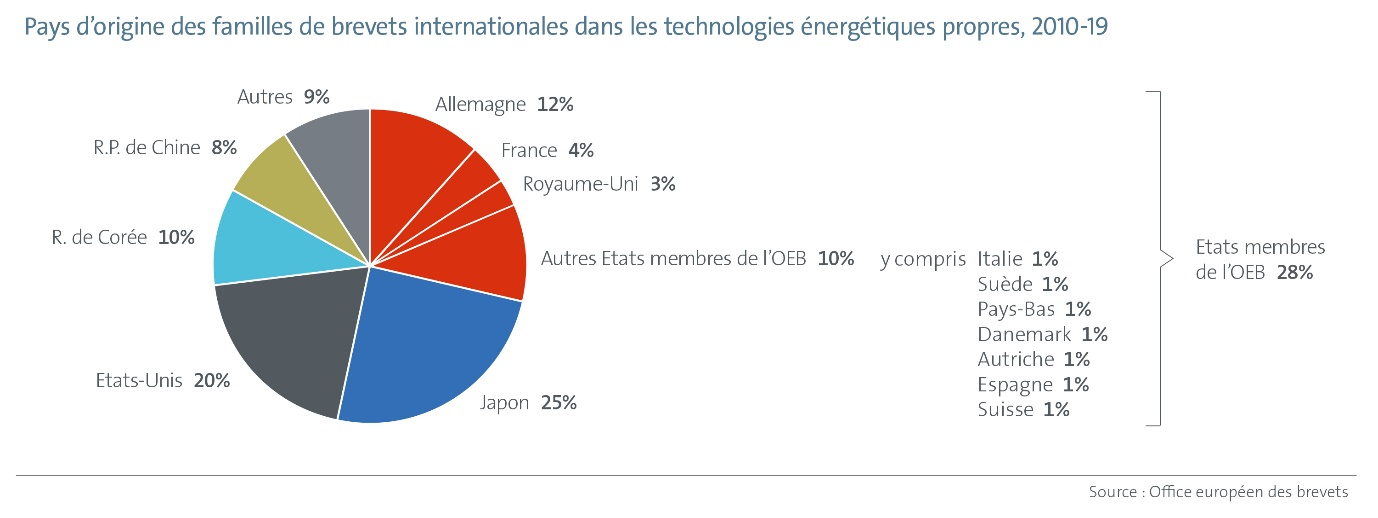 Pays d’origine des familles de brevets internationales dans les technologies énergétiques propres, 2010-19
Autres 9%
Allemagne 12%
R.P. de Chine 8%
France 4%
Royaume-Uni 3%
R. de Corée 10%
Autres Etats membres de l’OEB 10% y compris Italie 1%
Suède 1%
Pays-Bas 1%
Danemark 1%
Autriche 1%
Espagne 1%
Suisse 1%
Etats membres
de l’OEB 28%
Etats-Unis 20%
Japon 25%
Source : Office européen des brevets